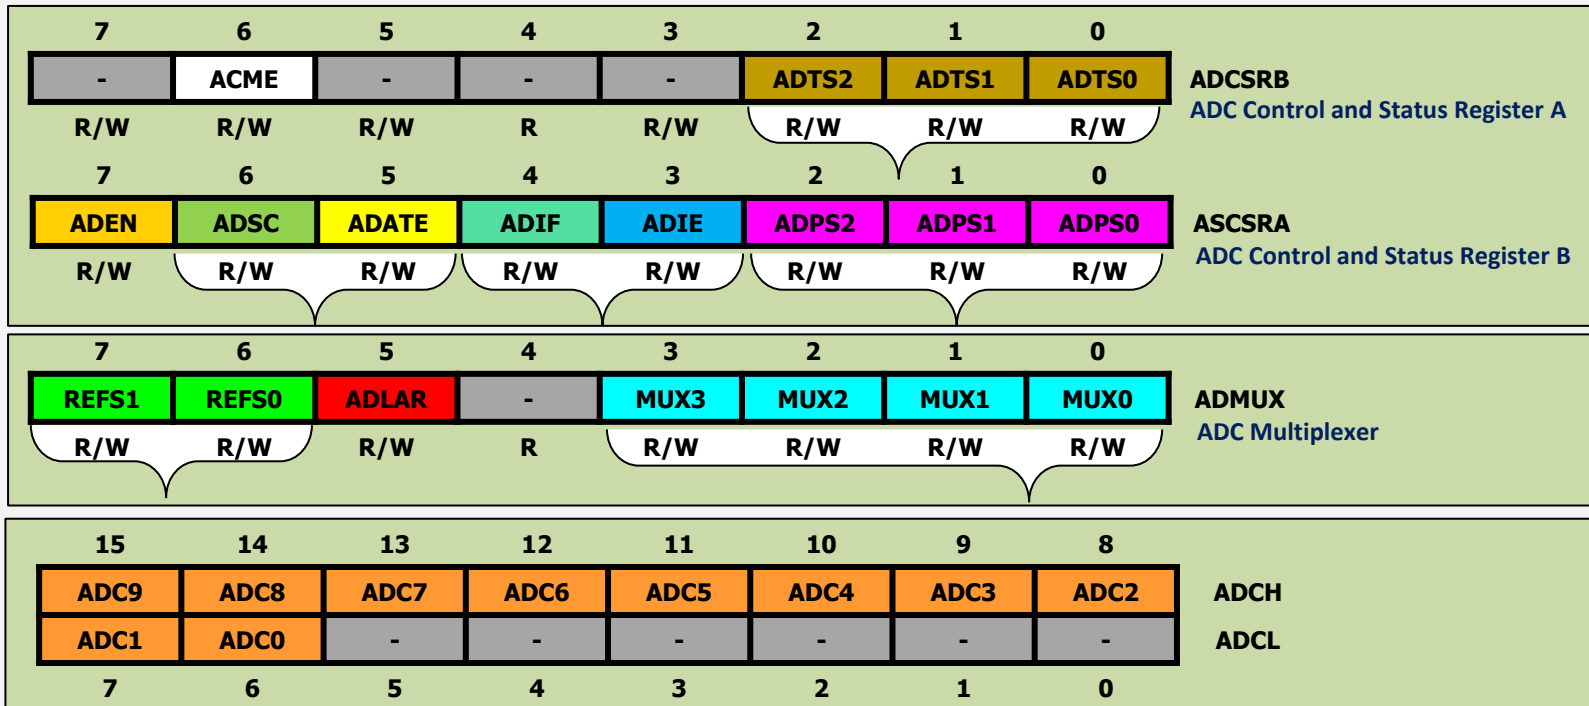 7 6 5 4 3 2 1 0
- ACME - - - ADTS2 ADTS1 ADTS0 ADCSRB
ADC Control and Status Register A
R/W R/W R/W R R/W R/W R/W R/W
7 6 5 4 3 2 1 0
ADEN ADSC ADATE ADIF ADIE ADPS2 ADPS1 ADPS0 ASCSRA
ADC Control and Status Register B
R/W R/W R/W R/W R/W R/W R/W R/W
7 6 5 4 3 2 1 0
REFS1 REFS0 ADLAR - MUX3 MUX2 MUX1 MUX0 ADMUX
ADC Multiplexer
R/W R/W R/W R R/W R/W R/W R/W
15 14 13 12 11 10 9 8
ADC9 ADC8 ADC7 ADC6 ADC5 ADC4 ADC3 ADC2 ADCH
ADC1 ADC0 - - - - - - ADCL
7 6 5 4 3 2 1 0